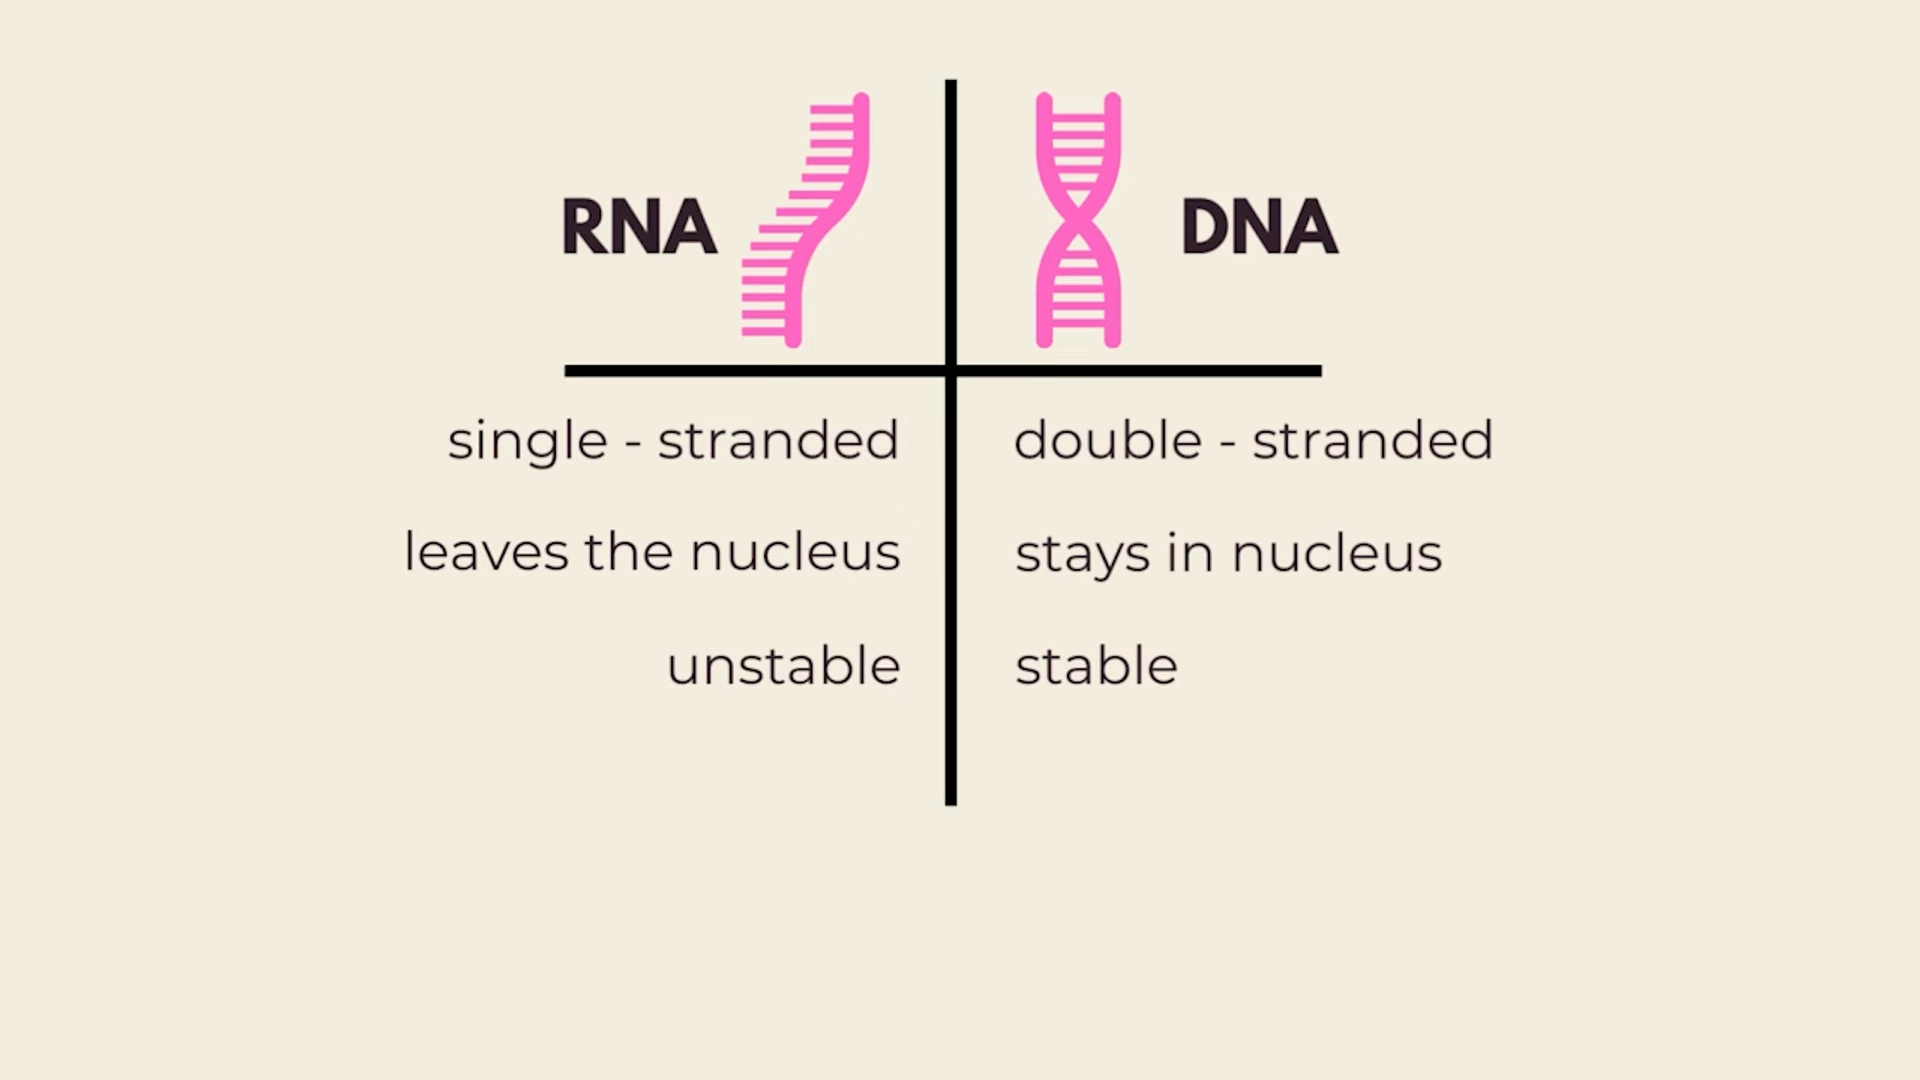 RNA DNA
single - stranded double - stranded
leaves the nucleus stays in nucleus
unstable stable